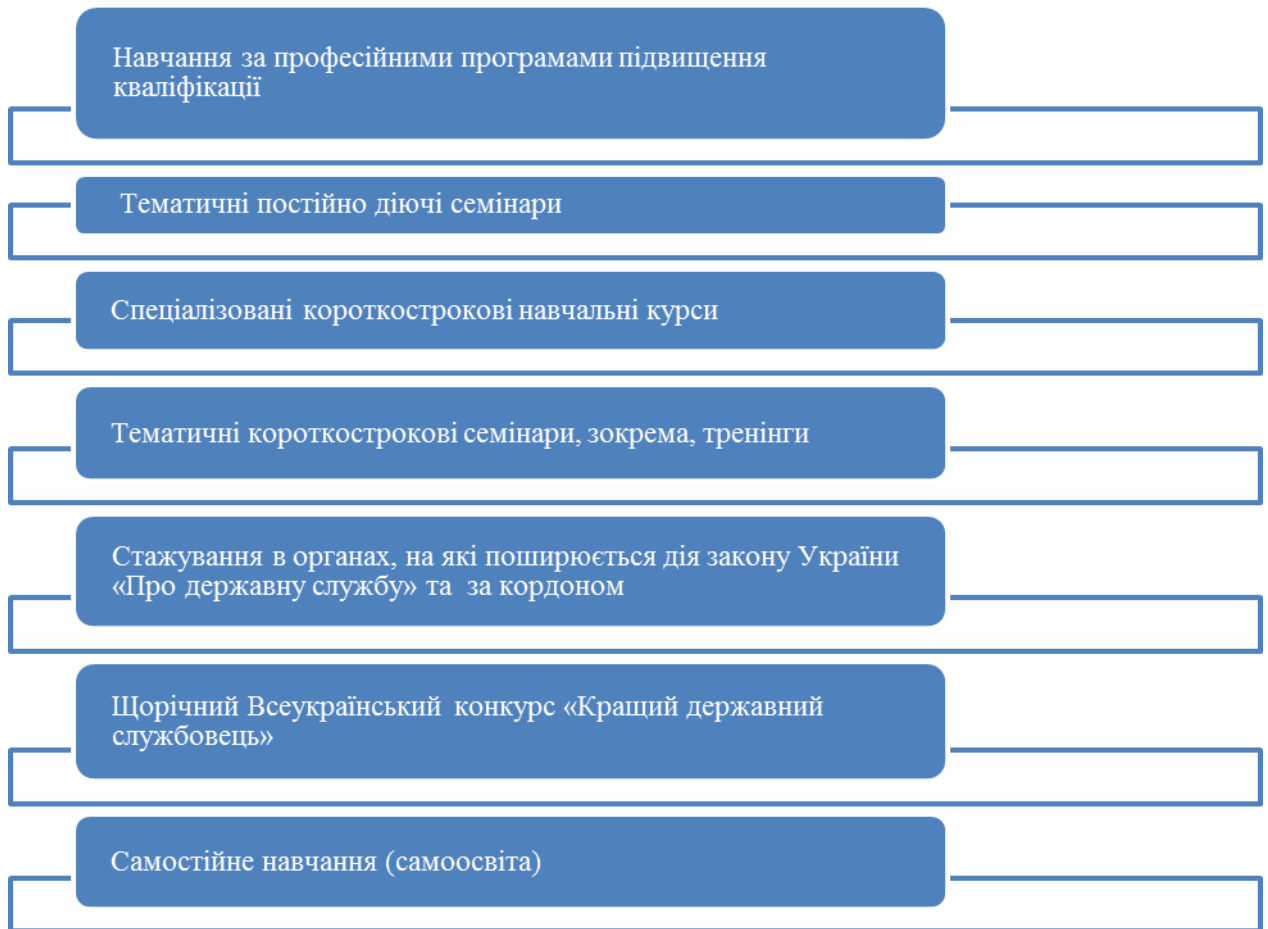 Навчання за професійними програмами підвищення
кваліфікації
Тематичні постійно діючі семінари
Спеціалізовані короткострокові навчальні курси
Тематичні короткострокові семінари, зокрема, тренінги
Стажування в органах, на які поширюється дія закону України
«Про державну службу» та за кордоном
Щорічний Всеукраїнський конкурс «Кращий державний
службовець»
Самостійне навчання (самоосвіта)